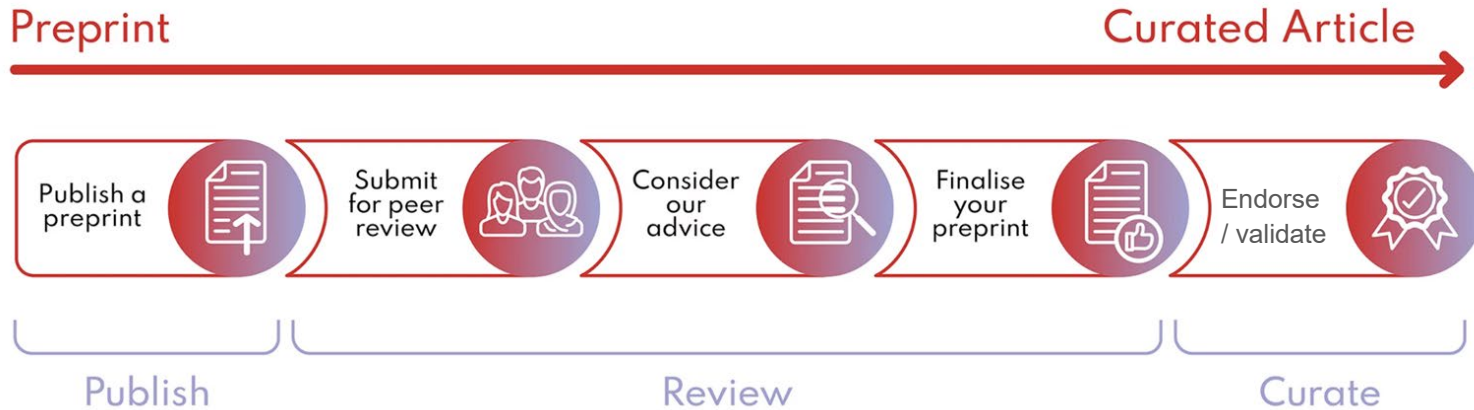 Preprint
Curated Article
Publish a
preprint
Submit
for peer
review
Consider
our
advice
Finalise
your
preprint
Endorse
/ validate
Publish
Review
Curate